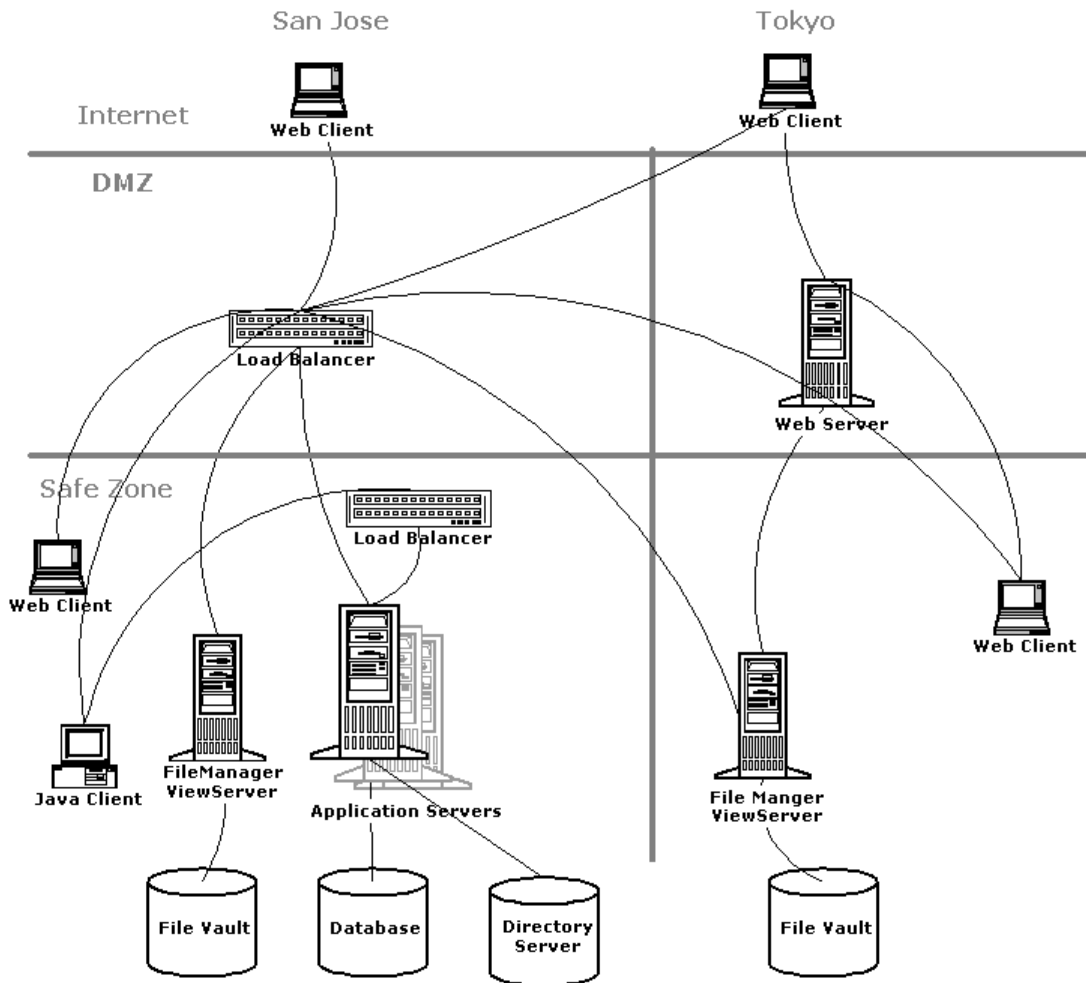 San Jose
Tokyo
Internet
Web Client
Web Client
DMZ
Load Balancer
Web Server
Safe Zone
Load Balancer
Web Client
Web Client
FileManager
ViewServer
Java Client
Application Servers
File Manger
ViewServer
File Vault
Database
Directory
Server
File Vault